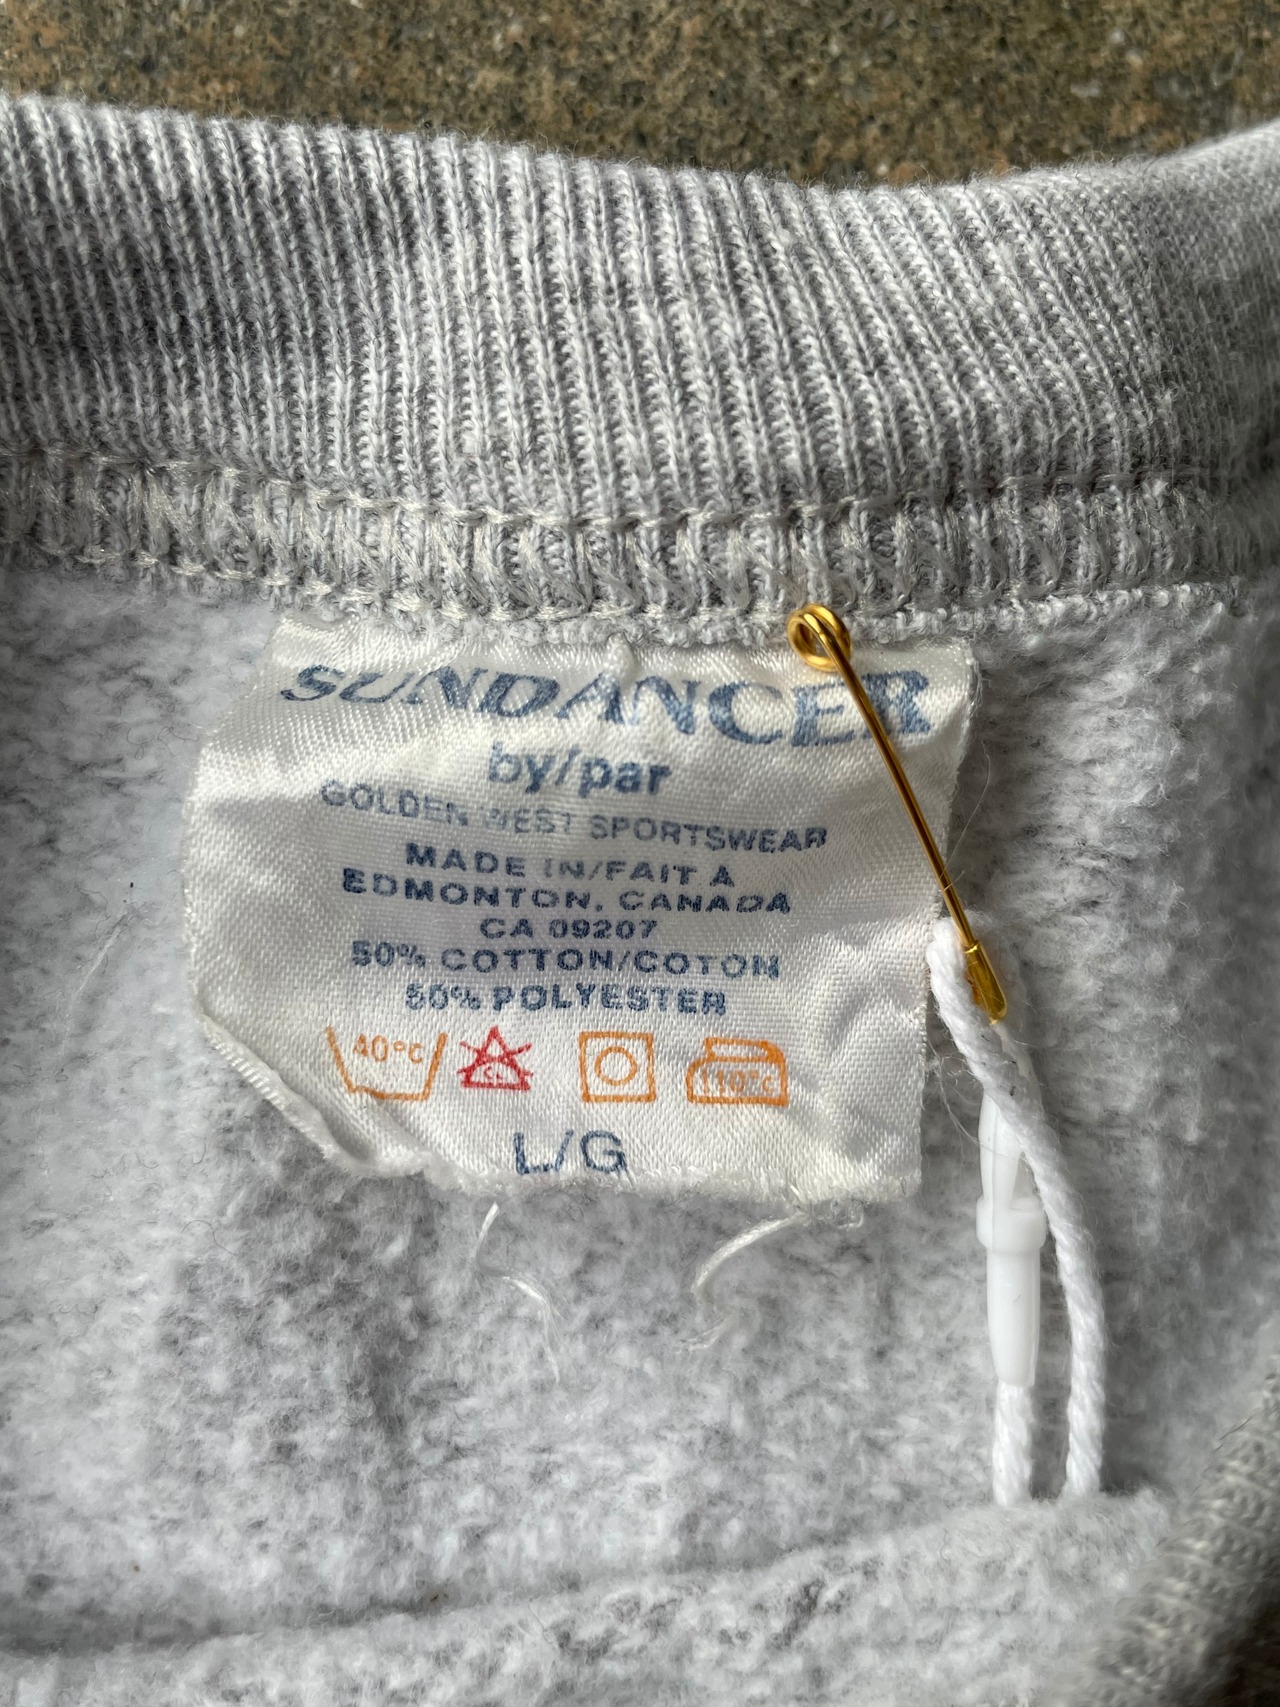 SUNDANCER
by/par
GOLDEN WEST SPORTSWEAR
MADE IN/FAIT À
EDMONTON, CANADA
CA 09207
50% COTTON/COTON
50% POLYESTER
40°C CL 110°C
L/G